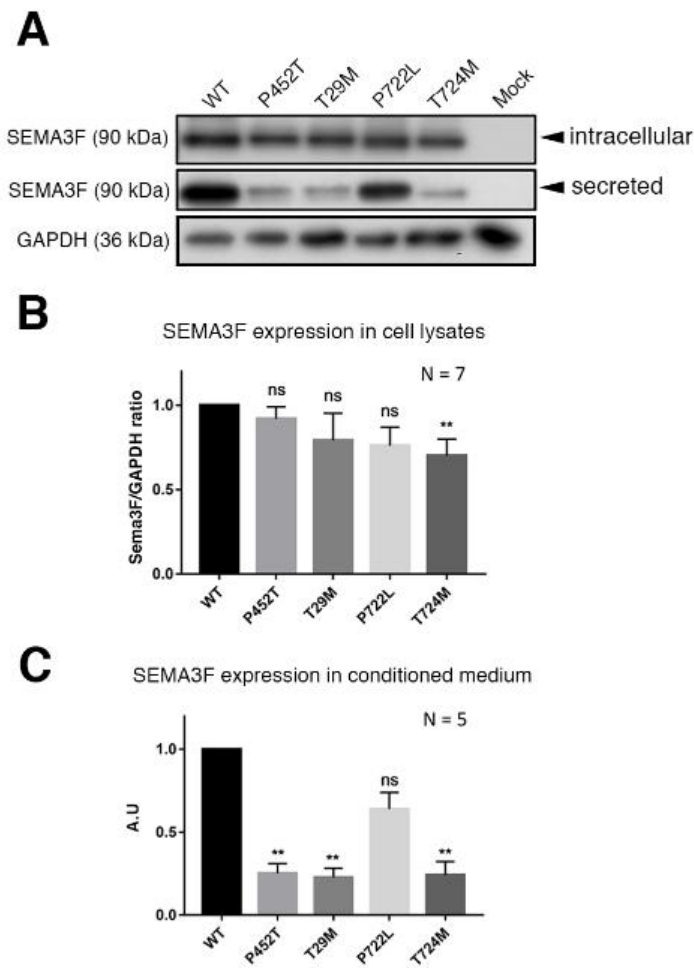 A
WT P452T T29M P722L T724M Mock
SEMA3F (90 kDa) intracellular
SEMA3F (90 kDa) secreted
GAPDH (36 kDa)
B
SEMA3F expression in cell lysates
N = 7
Sema3F/GAPDH ratio
1.0
0.5
0.0
ns ns ns **
WT P452T T29M P722L T724M
C
SEMA3F expression in conditioned medium
N = 5
A.U
1.0
0.5
0.0
** ** ns **
WT P452T T29M P722L T724M